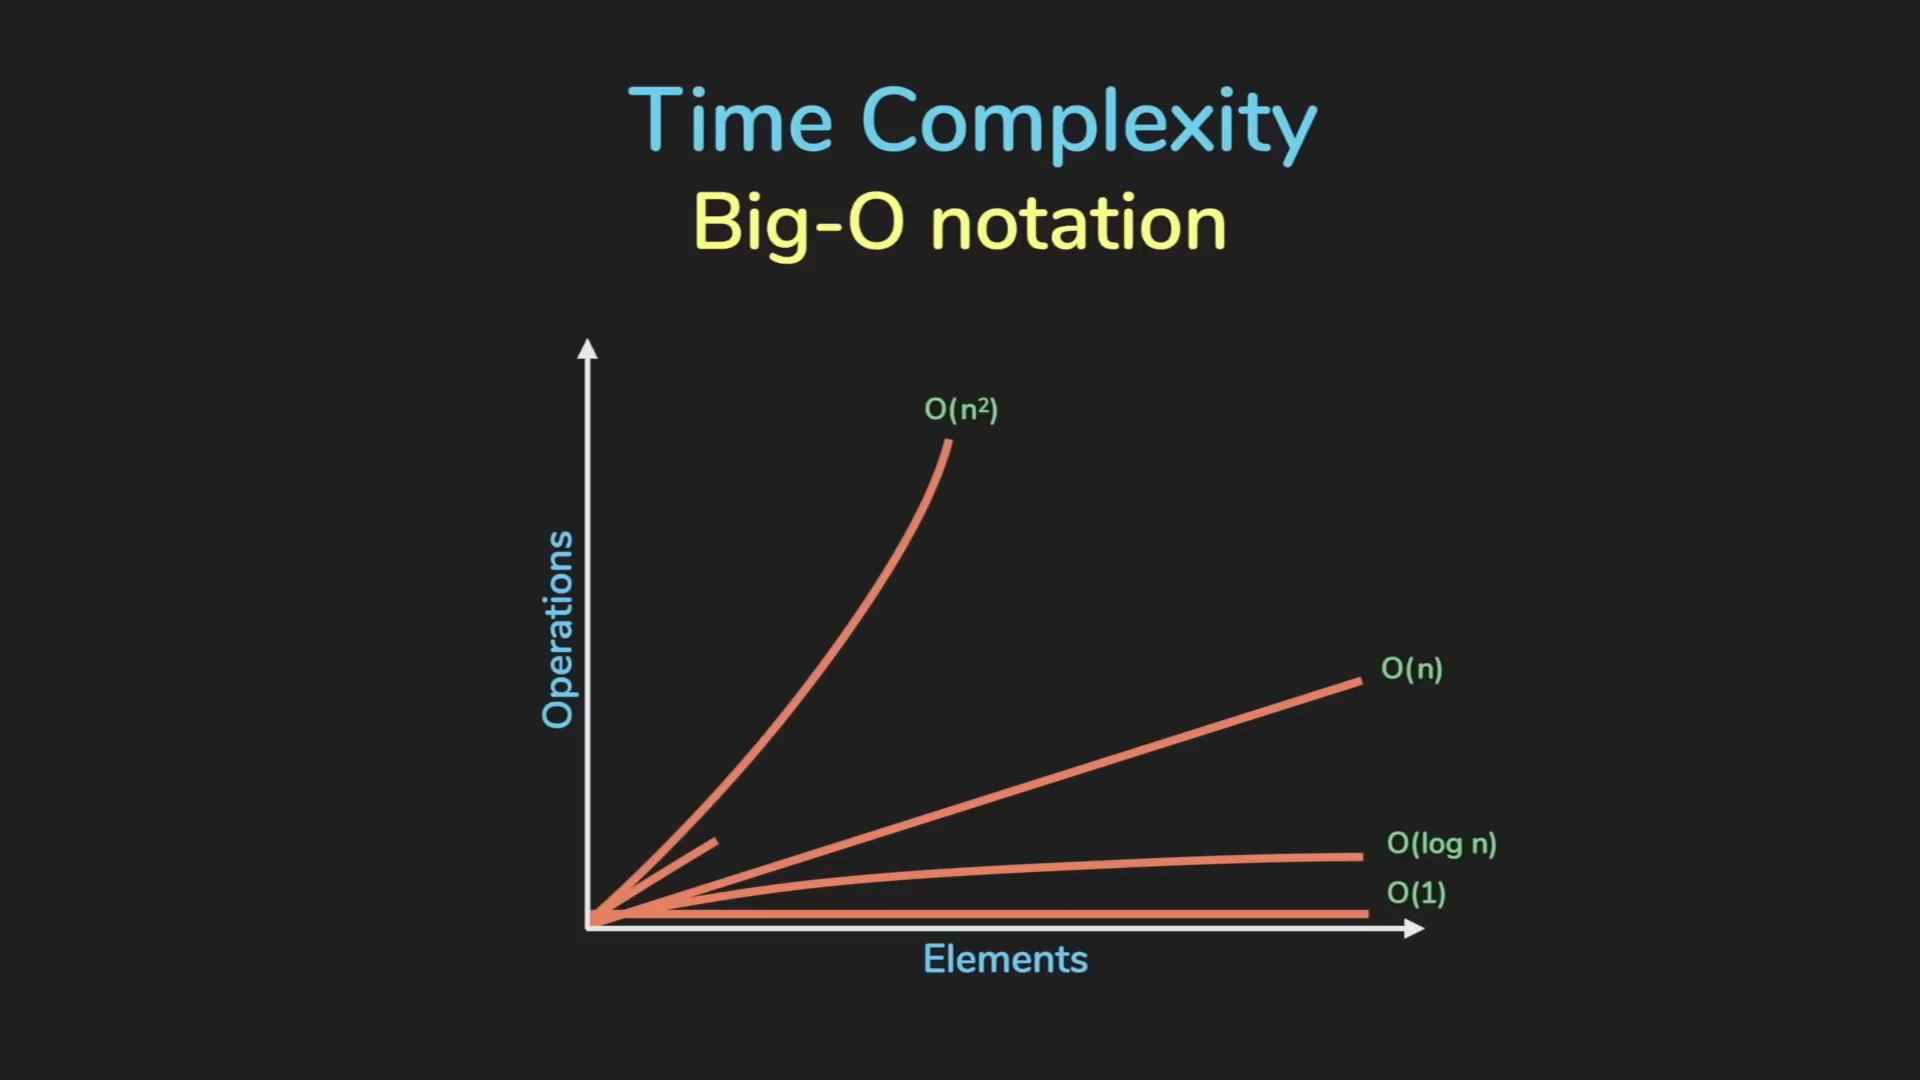 Time Complexity
Big-O notation
O(n²)
Operations
O(n)
O(log n)
O(1)
Elements